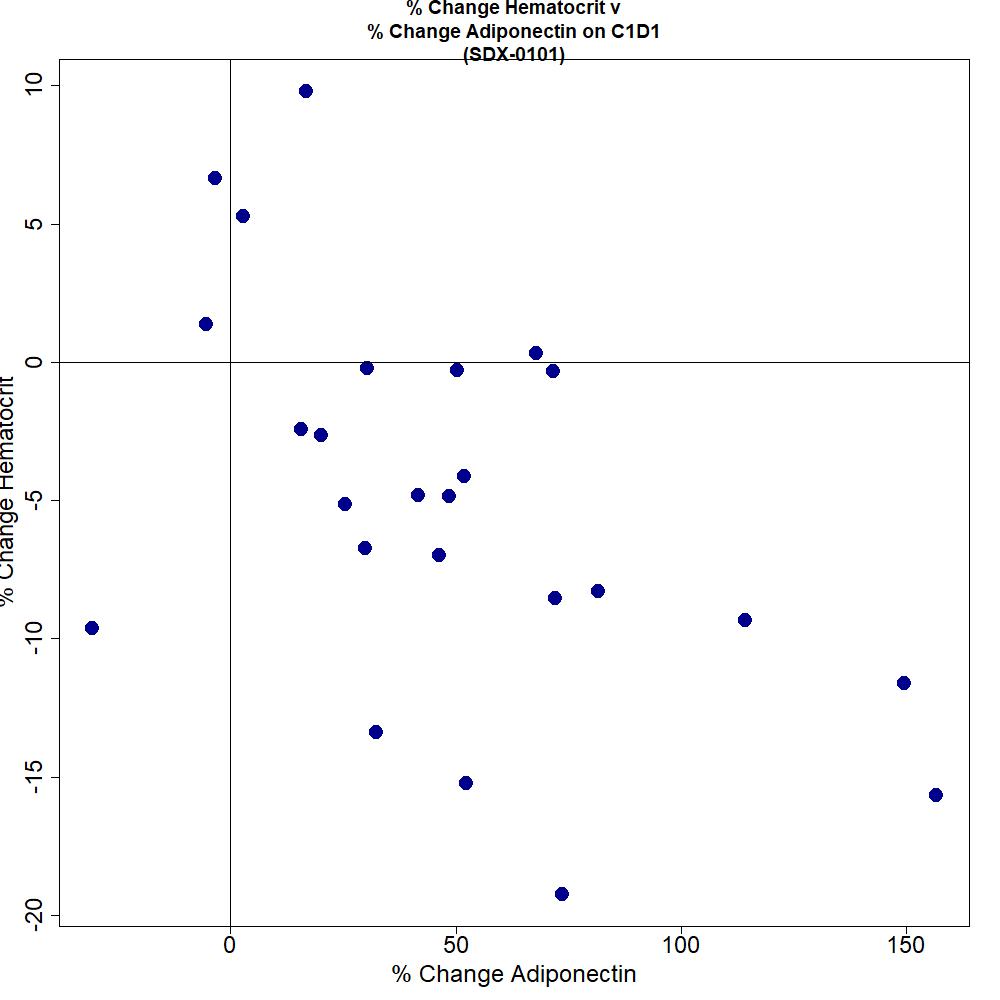 % Change Hematocrit v
% Change Adiponectin on C1D1
(SDX-0101)
10
5
0
-5
-10
-15
-20
% Change Hematocrit
0
50
100
150
% Change Adiponectin